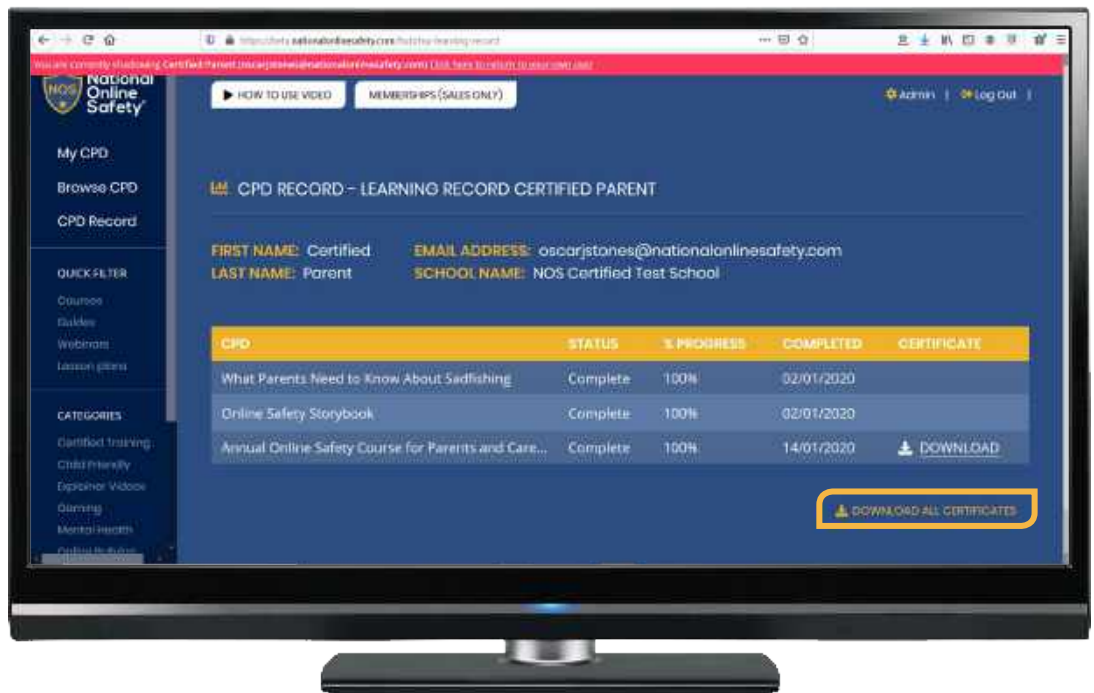 nationalonlinesafety.com
You are currently shadowing Certified Parent (oscarjstones@nationalonlinesafety.com) Click here to return to your own user
NOS
National
Online
Safety
HOW TO USE VIDEO
MEMBERSHIPS (SALES ONLY)
Admin | Log Out |
My CPD
Browse CPD
CPD Record
QUICK FILTER
Courses
Guides
Webinars
Lesson plans
CATEGORIES
Certified Training
Child Friendly
Explainer Videos
Gaming
Mental Health
Online Bullying
CPD RECORD - LEARNING RECORD CERTIFIED PARENT
FIRST NAME: Certified EMAIL ADDRESS: oscarjstones@nationalonlinesafety.com
LAST NAME: Parent SCHOOL NAME: NOS Certified Test School
CPD STATUS % PROGRESS COMPLETED CERTIFICATE
What Parents Need to Know About Sadfishing Complete 100% 02/01/2020
Online Safety Storybook Complete 100% 02/01/2020
Annual Online Safety Course for Parents and Care... Complete 100% 14/01/2020 DOWNLOAD
DOWNLOAD ALL CERTIFICATES